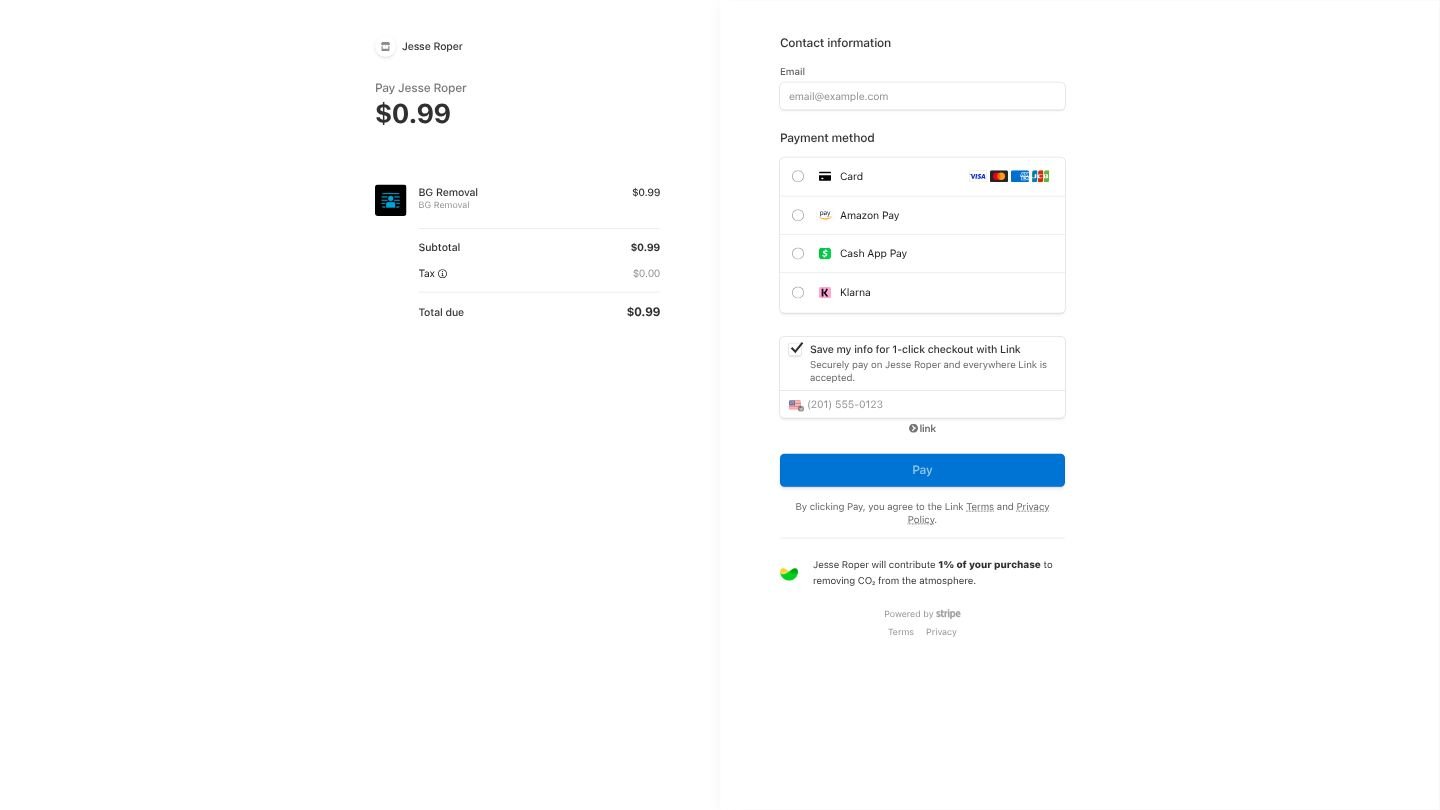 Jesse Roper
Pay Jesse Roper
$0.99
BG Removal $0.99
BG Removal
Subtotal $0.99
Tax $0.00
Total due $0.99
Contact information
Email
email@example.com
Payment method
Card VISA
pay Amazon Pay
$ Cash App Pay
K Klarna
Save my info for 1-click checkout with Link
Securely pay on Jesse Roper and everywhere Link is
accepted.
(201) 555-0123
link
Pay
By clicking Pay, you agree to the Link Terms and Privacy
Policy.
Jesse Roper will contribute 1% of your purchase to
removing CO₂ from the atmosphere.
Powered by stripe
Terms Privacy